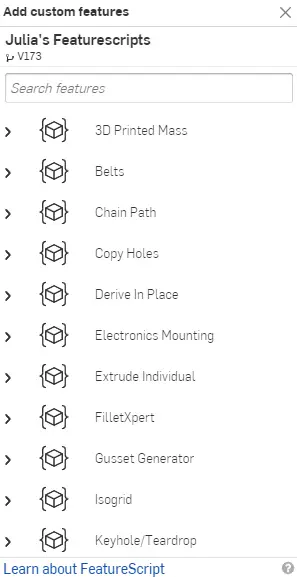 Add custom features
Julia's Featurescripts
V173
Search features
3D Printed Mass
Belts
Chain Path
Copy Holes
Derive In Place
Electronics Mounting
Extrude Individual
FilletXpert
Gusset Generator
Isogrid
Keyhole/Teardrop
Learn about FeatureScript